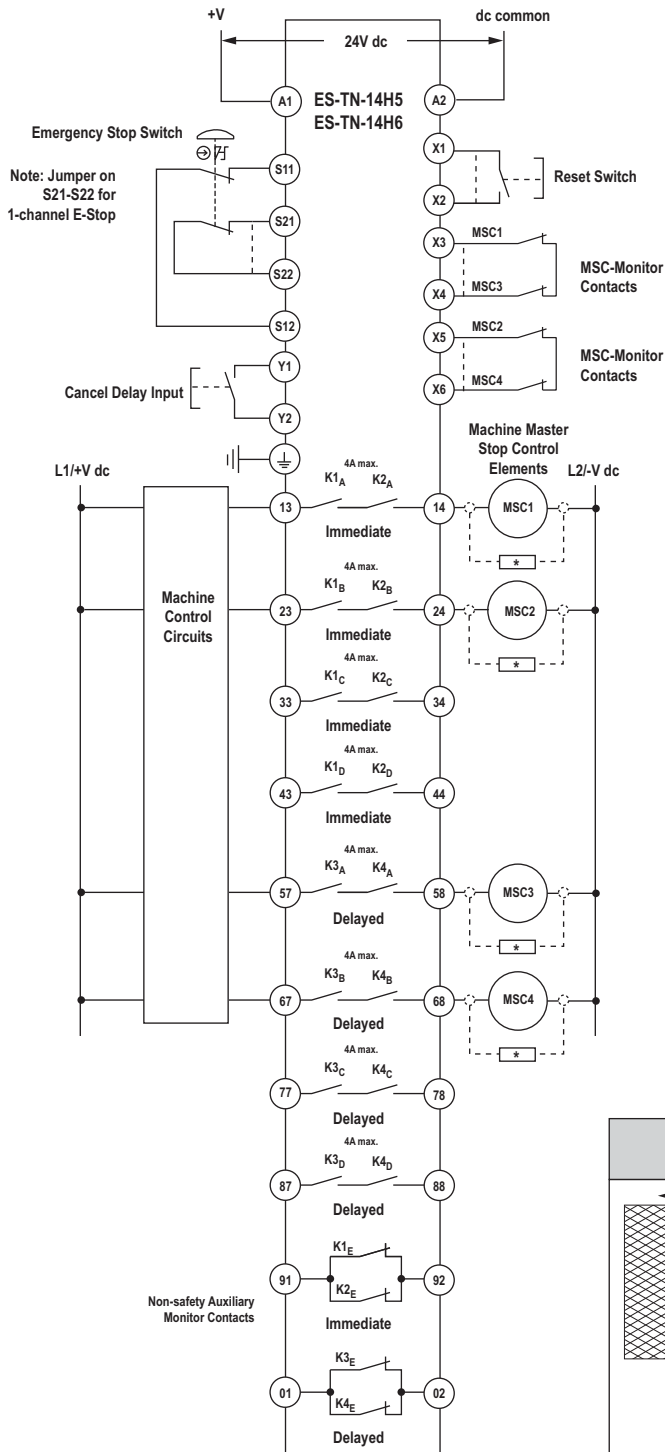 +V
24V dc
dc common
A1
ES-TN-14H5
ES-TN-14H6
A2
Emergency Stop Switch
Note: Jumper on
S21-S22 for
1-channel E-Stop
S11
S21
S22
S12
X1
X2
Reset Switch
X3
MSC1
X4
MSC3
MSC-Monitor
Contacts
X5
MSC2
X6
MSC4
MSC-Monitor
Contacts
Cancel Delay Input
Y1
Y2
L1/+V dc
Machine Master
Stop Control
Elements
L2/-V dc
Machine
Control
Circuits
4A max.
13
K1A
K2A
14
MSC1
*
Immediate
4A max.
23
K1B
K2B
24
MSC2
*
Immediate
4A max.
33
K1C
K2C
34
Immediate
4A max.
43
K1D
K2D
44
Immediate
4A max.
57
K3A
K4A
58
MSC3
*
Delayed
4A max.
67
K3B
K4B
68
MSC4
*
Delayed
4A max.
77
K3C
K4C
78
Delayed
4A max.
87
K3D
K4D
88
Delayed
Non-safety Auxiliary
Monitor Contacts
91
K1E
K2E
92
Immediate
01
K3E
K4E
02
Delayed